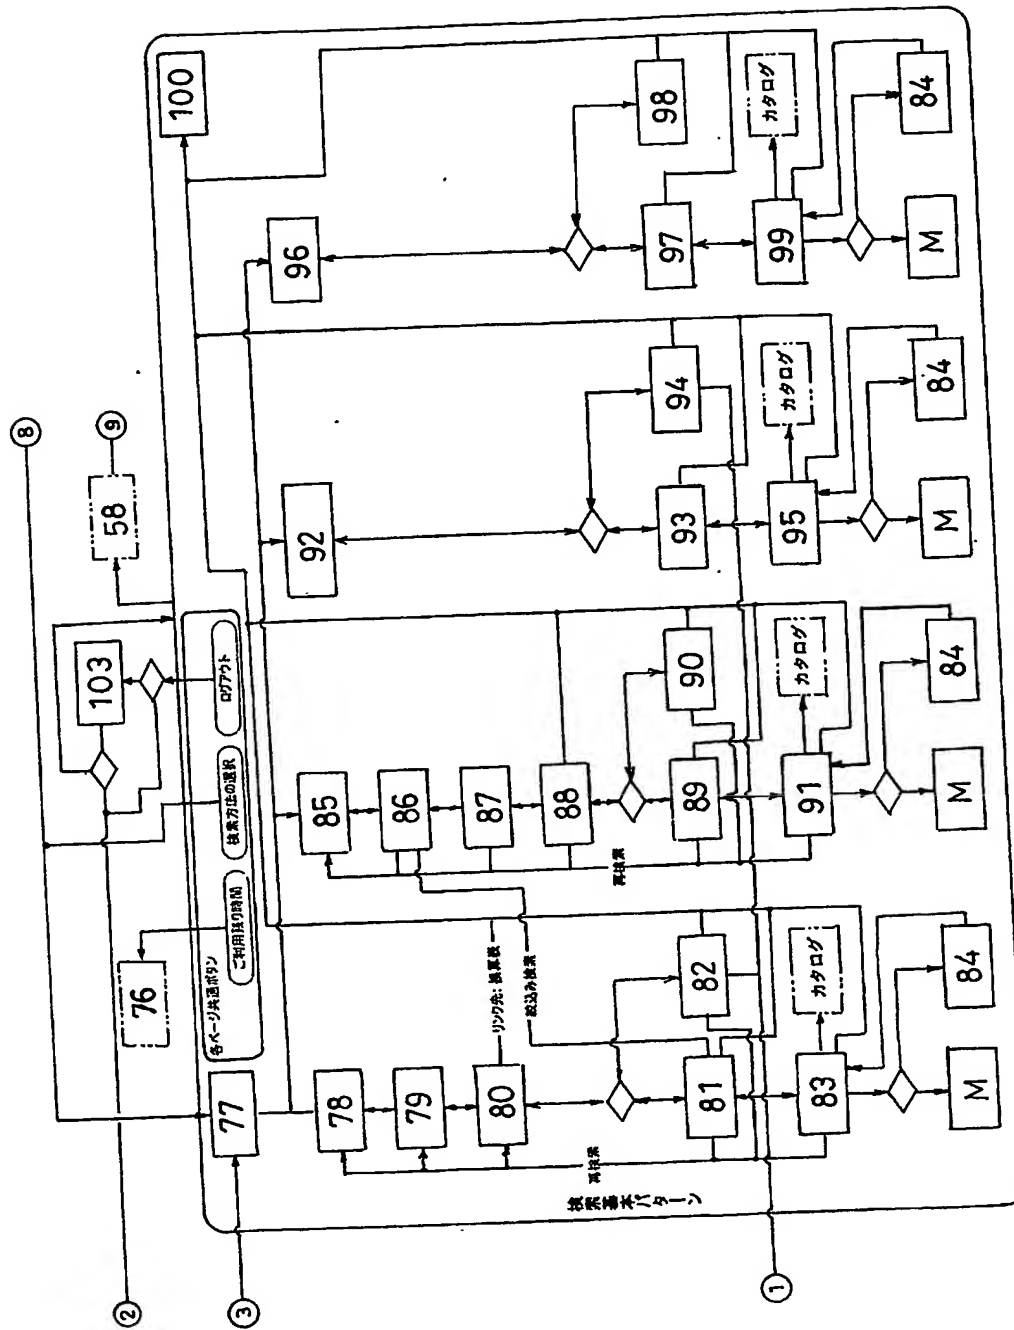 ⑧
⑨
58
100
103
76
②
③
各ページ共通ボタン
ご利用残り時間
検索方法の選択
ログアウト
77
92
96
78
79
80
リンク先: 換算表
絞込み検索
再検索
81
82
83
カタログ
84
M
85
86
87
88
89
90
再検索
91
カタログ
84
M
93
94
95
カタログ
84
M
97
98
99
カタログ
84
M
検索基本パターン
①